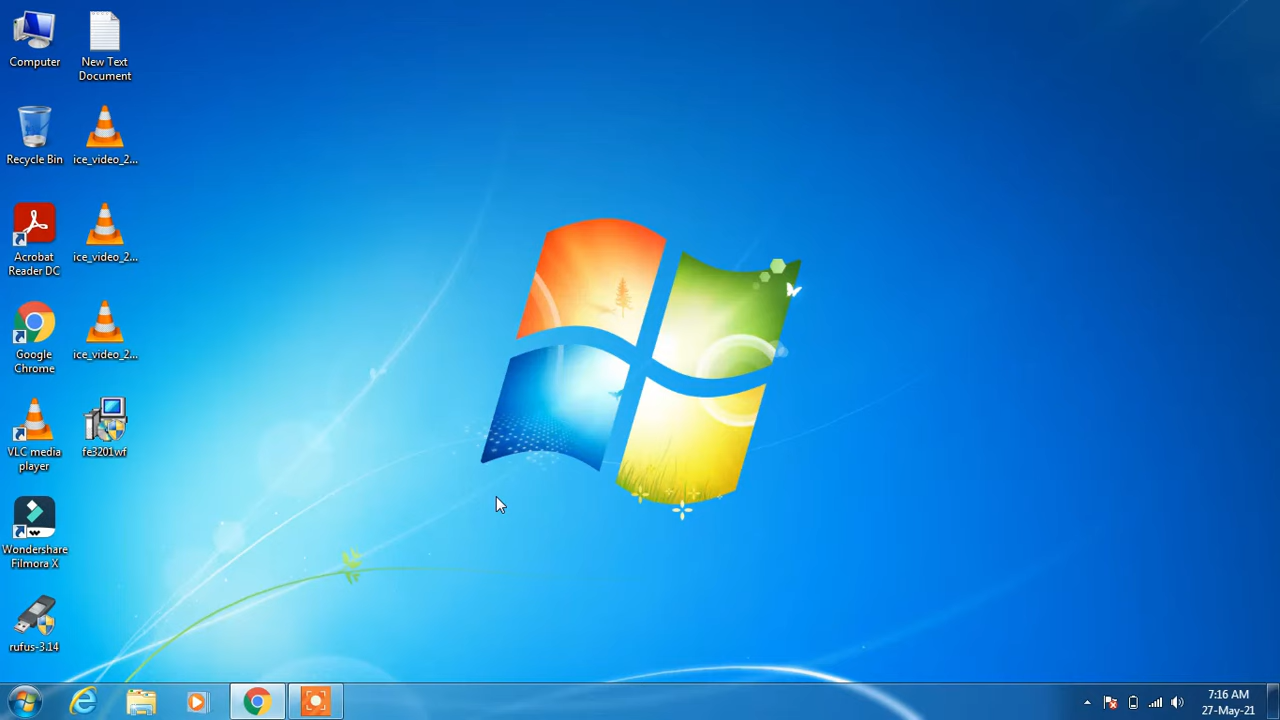 Computer
New Text
Document
Recycle Bin
ice_video_2...
Acrobat
Reader DC
ice_video_2...
Google
Chrome
ice_video_2...
VLC media
player
fe3201wf
Wondershare
Filmora X
rufus-3.14
7:16 AM
27-May-21